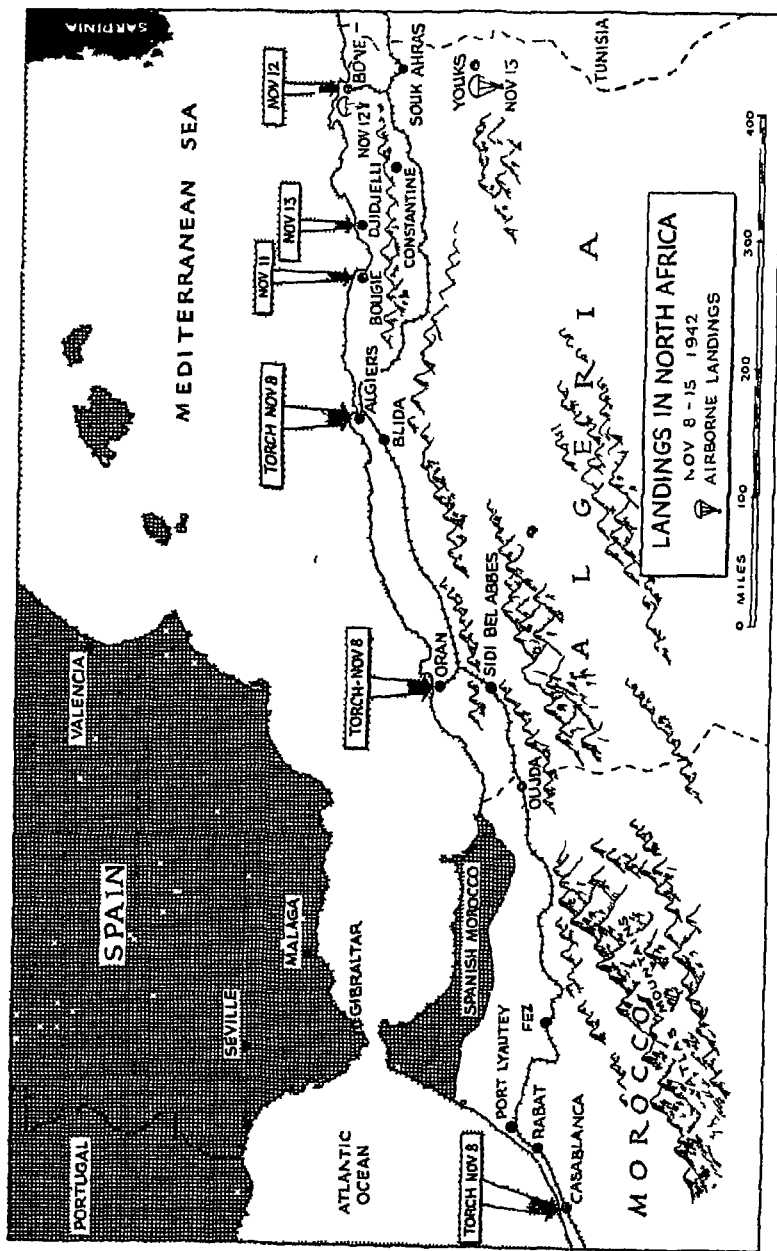 SARDINIA
MEDITERRANEAN SEA
NOV 12
NOV 13
NOV 11
TORCH NOV 8
TORCH-NOV 8
TORCH NOV 8
PORTUGAL
SPAIN
VALENCIA
SEVILLE
MALAGA
GIBRALTAR
ATLANTIC
OCEAN
SPANISH MOROCCO
BONE
NOV 12
SOUK AHRAS
YOUKS
NOV 15
TUNISIA
DJIDJELLI
CONSTANTINE
BOUGIE
ALGIERS
BLIDA
ORAN
SIDI BEL ABBES
OUJDA
FEZ
PORT LYAUTEY
RABAT
CASABLANCA
MOROCCO
ALGERIA
LANDINGS IN NORTH AFRICA
NOV 8-15 1942
AIRBORNE LANDINGS
0 MILES 100 200 300 400